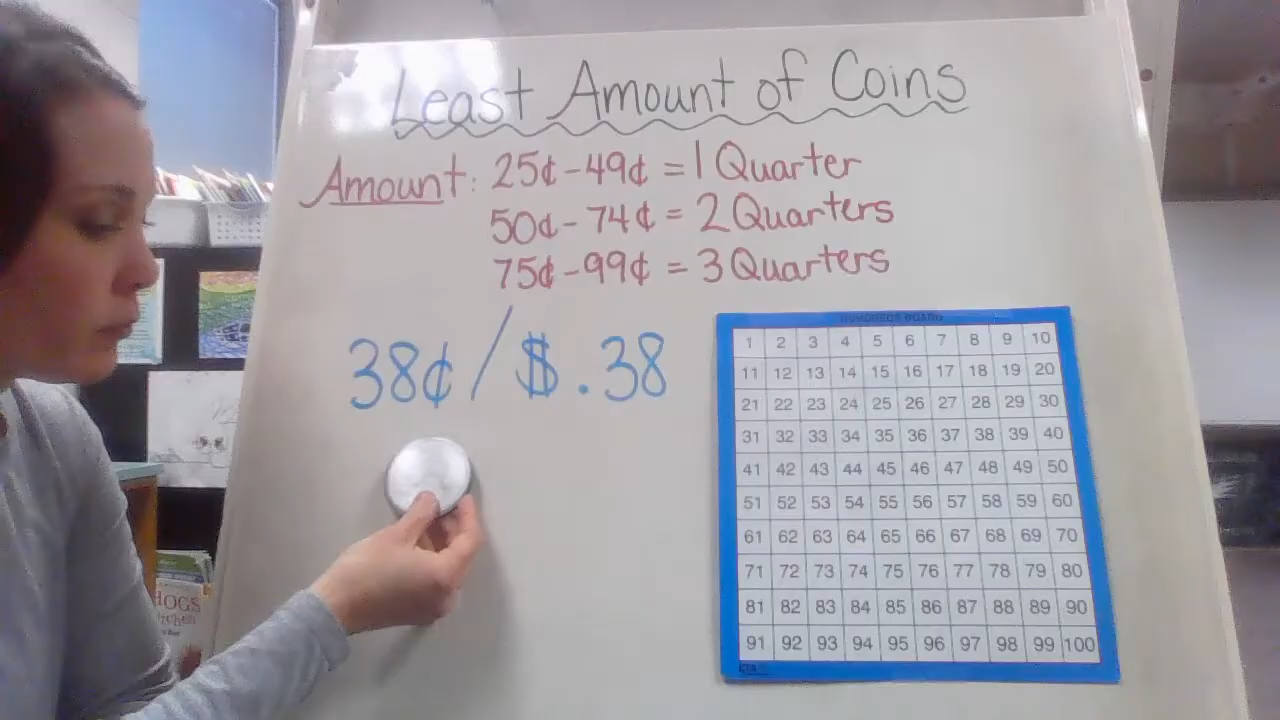 Least Amount of Coins
Amount: 25¢ - 49¢ = 1 Quarter
50¢ - 74¢ = 2 Quarters
75¢ - 99¢ = 3 Quarters
38¢ / $.38
HUNDREDS BOARD
1 2 3 4 5 6 7 8 9 10
11 12 13 14 15 16 17 18 19 20
21 22 23 24 25 26 27 28 29 30
31 32 33 34 35 36 37 38 39 40
41 42 43 44 45 46 47 48 49 50
51 52 53 54 55 56 57 58 59 60
61 62 63 64 65 66 67 68 69 70
71 72 73 74 75 76 77 78 79 80
81 82 83 84 85 86 87 88 89 90
91 92 93 94 95 96 97 98 99 100
ETA